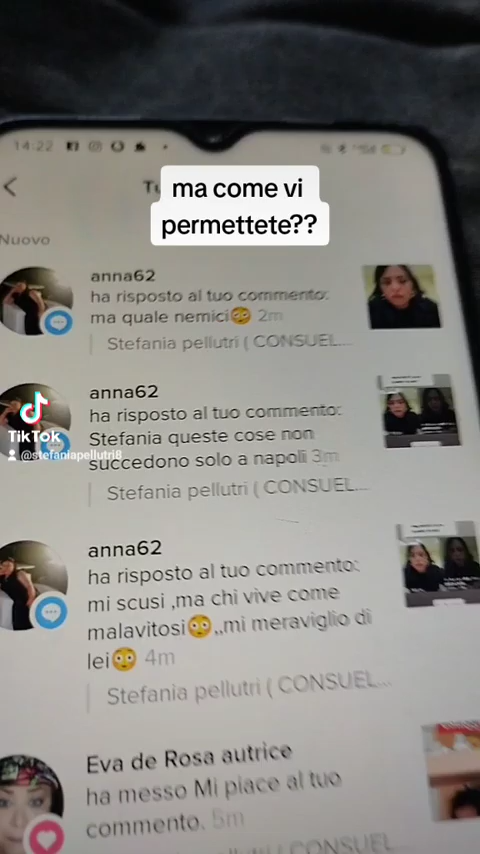 14:22
ma come vi
permettete??
Nuovo
anna62
ha risposto al tuo commento:
ma quale nemici😳 2m
Stefania pellutri ( CONSUEL...
anna62
ha risposto al tuo commento:
Stefania queste cose non
succedono solo a napoli 3m
Stefania pellutri ( CONSUEL...
TikTok
@stefaniapellutri8
anna62
ha risposto al tuo commento:
mi scusi ,ma chi vive come
malavitosi😳,,mi meraviglio di
lei😳 4m
Stefania pellutri ( CONSUEL...
Eva de Rosa autrice
ha messo Mi piace al tuo
commento. 5m
Stefania pellutri ( CONSUEL